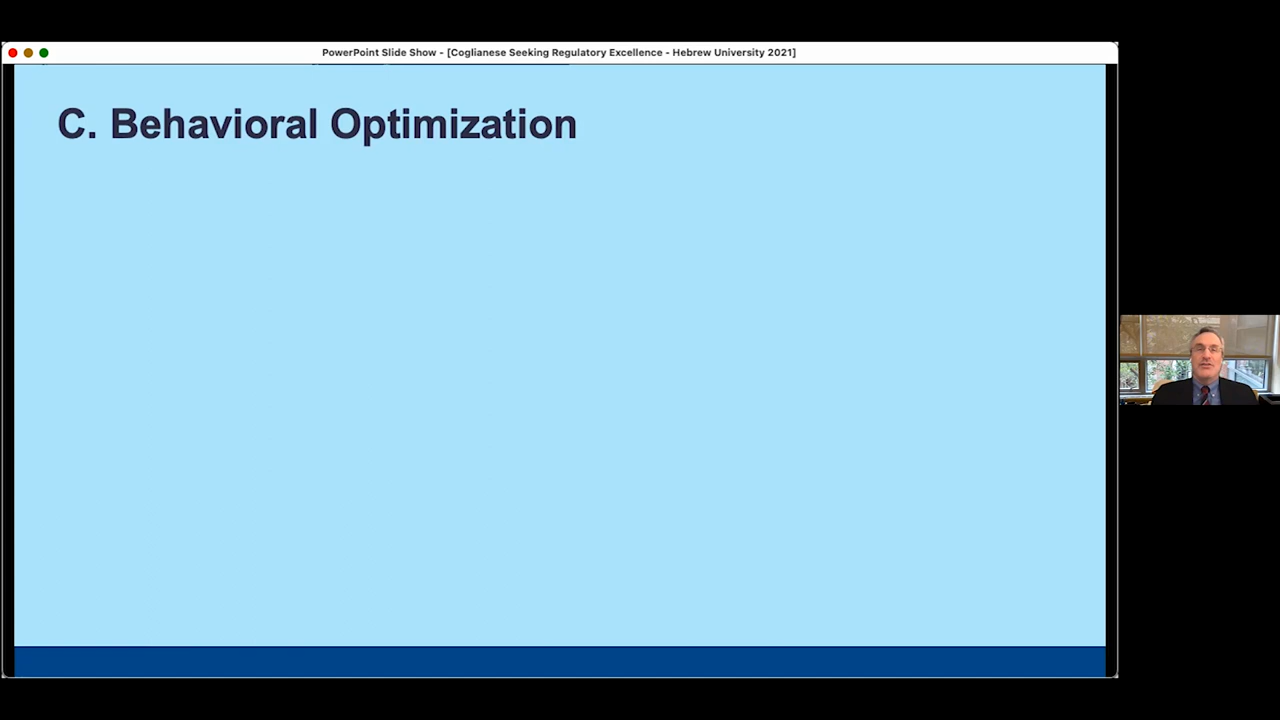 PowerPoint Slide Show - [Coglianese Seeking Regulatory Excellence - Hebrew University 2021]
C. Behavioral Optimization